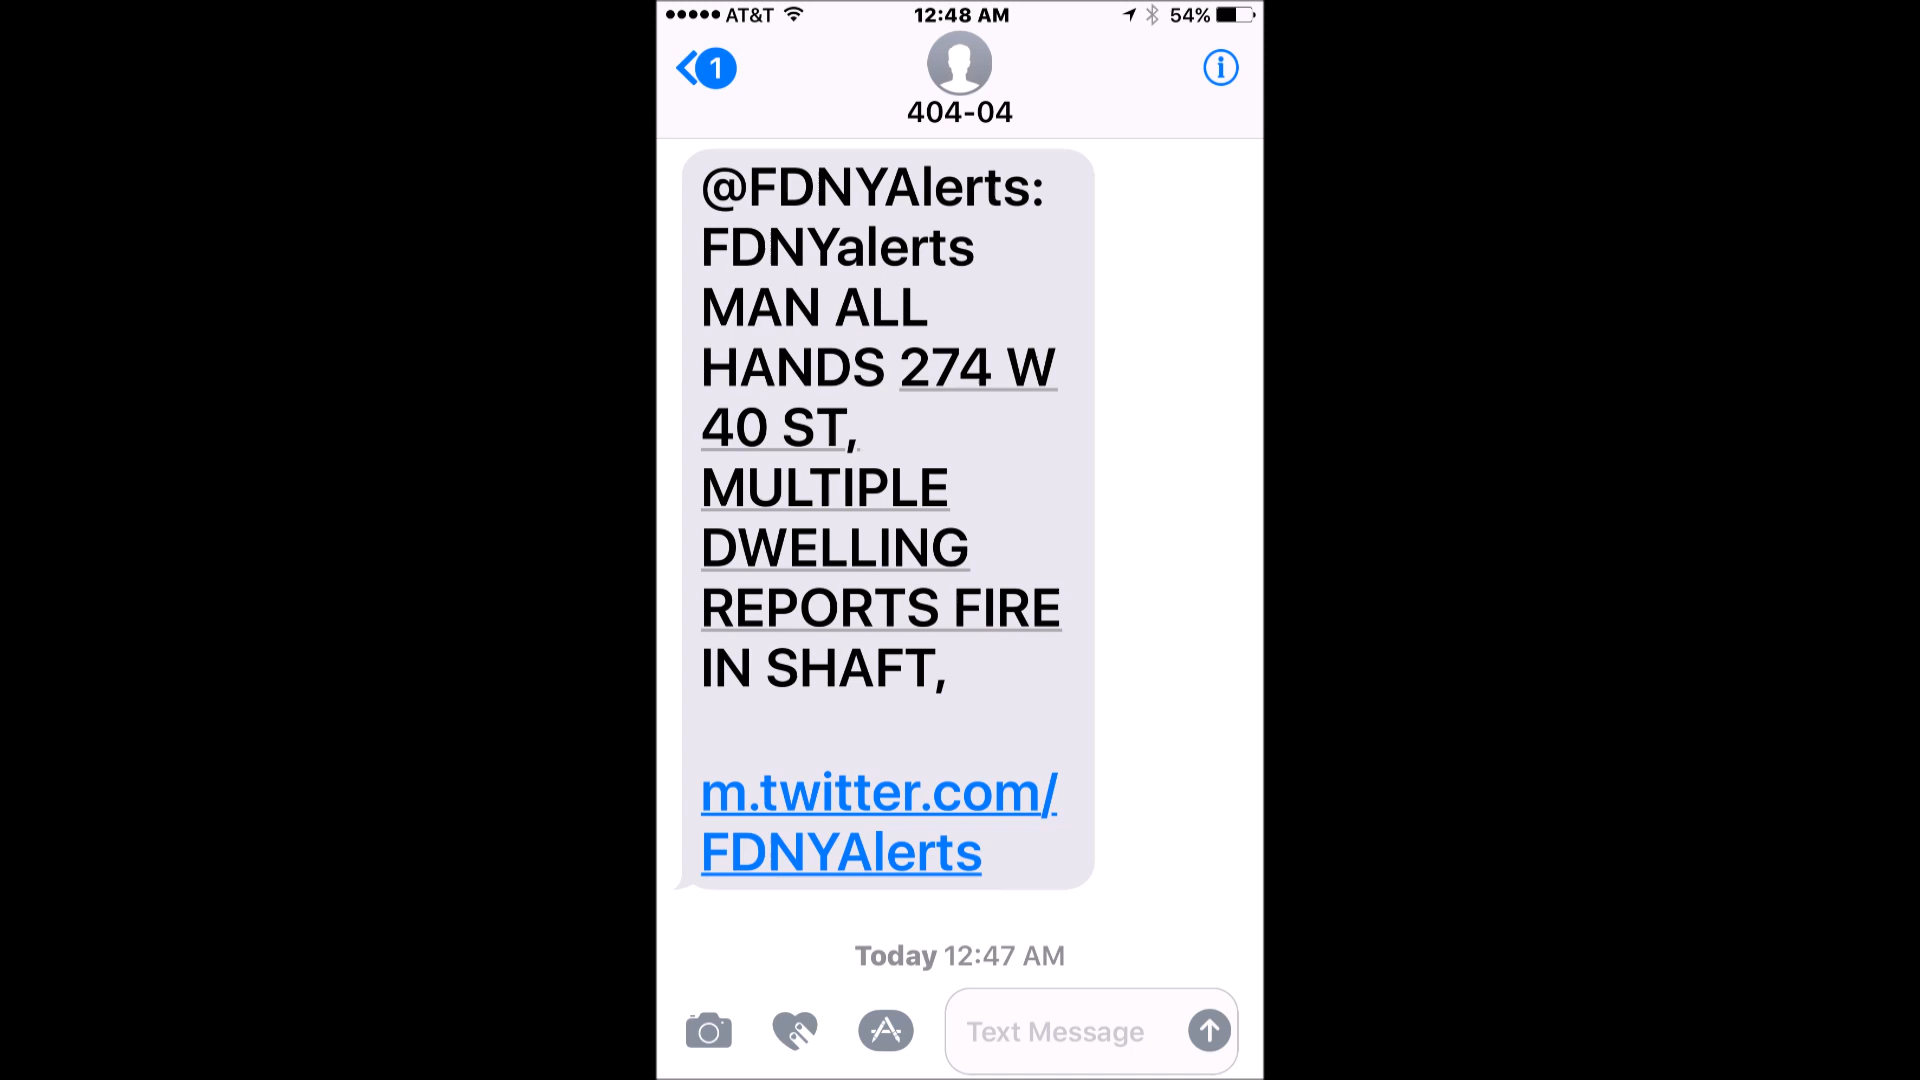 AT&T 12:48 AM 54%
1
404-04
@FDNYAlerts:
FDNYalerts
MAN ALL
HANDS 274 W
40 ST,
MULTIPLE
DWELLING
REPORTS FIRE
IN SHAFT,
m.twitter.com/
FDNYAlerts
Today 12:47 AM
Text Message